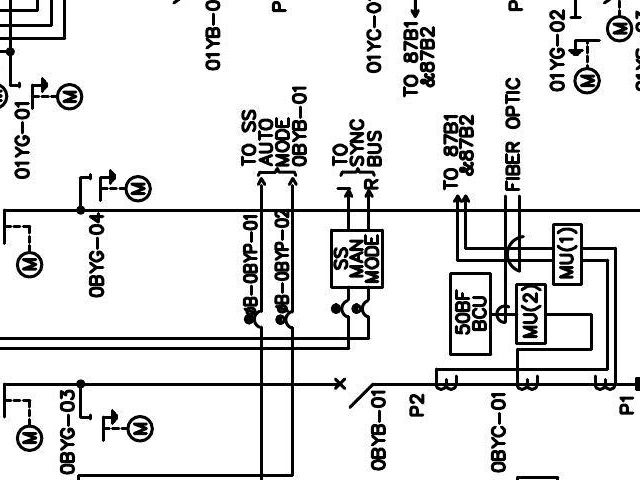 01YB-0
01YC-0
TO 87B1
&87B2
01YG-02
M
M
M
01YG-01
TO SS
AUTO
MODE
0BYB-01
TO
SYNC
BUS
R
TO 87B1
&87B2
FIBER OPTIC
M
M
0BYG-04
B-0BYP-01
B-0BYP-02
SS
MAN
MODE
MU(1)
50BF
BCU
MU(2)
0BYG-03
M
M
0BYB-01
P2
0BYC-01
P1